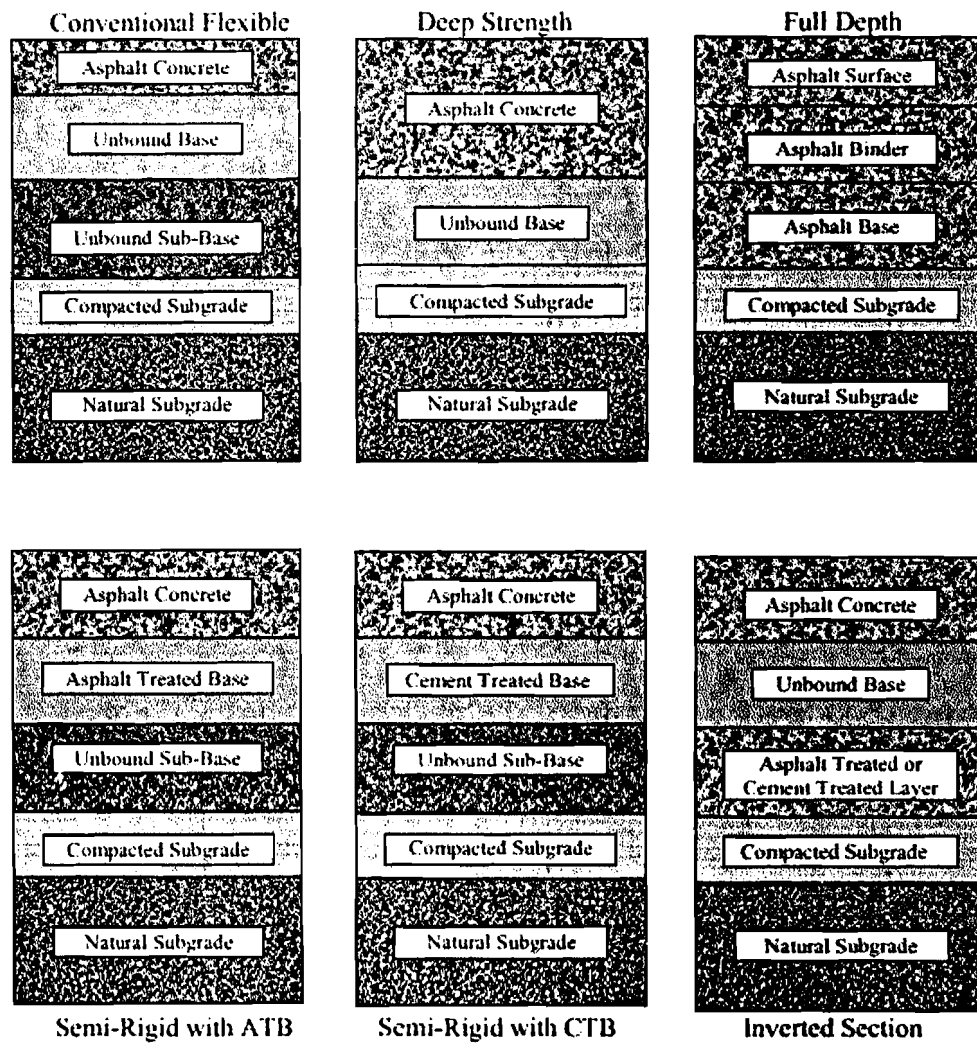 Conventional Flexible
Asphalt Concrete
Unbound Base
Unbound Sub-Base
Compacted Subgrade
Natural Subgrade
Deep Strength
Asphalt Concrete
Unbound Base
Compacted Subgrade
Natural Subgrade
Full Depth
Asphalt Surface
Asphalt Binder
Asphalt Base
Compacted Subgrade
Natural Subgrade
Asphalt Concrete
Asphalt Treated Base
Unbound Sub-Base
Compacted Subgrade
Natural Subgrade
Semi-Rigid with ATB
Asphalt Concrete
Cement Treated Base
Unbound Sub-Base
Compacted Subgrade
Natural Subgrade
Semi-Rigid with CTB
Asphalt Concrete
Unbound Base
Asphalt Treated or
Cement Treated Layer
Compacted Subgrade
Natural Subgrade
Inverted Section